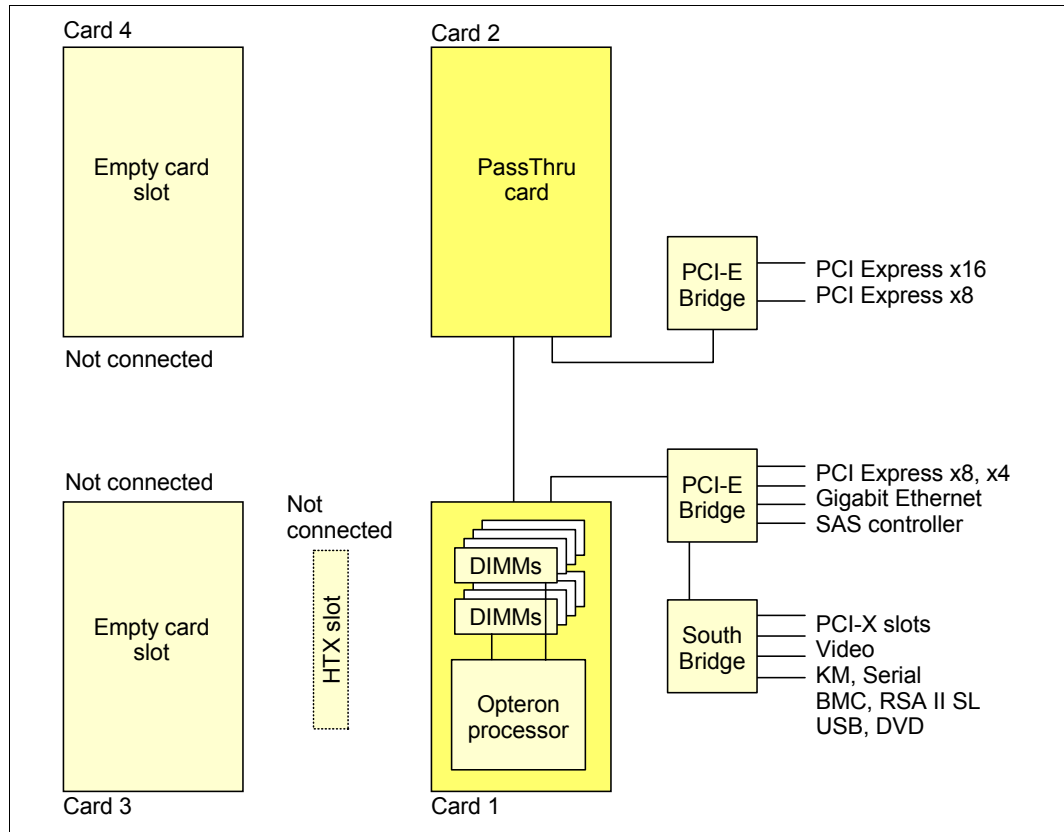 Card 4
Card 2
Empty card
slot
PassThru
card
PCI-E
Bridge
PCI Express x16
PCI Express x8
Not connected
Not connected
Not
connected
HTX slot
Empty card
slot
Card 3
DIMMs
DIMMs
Opteron
processor
Card 1
PCI-E
Bridge
PCI Express x8, x4
Gigabit Ethernet
SAS controller
South
Bridge
PCI-X slots
Video
KM, Serial
BMC, RSA II SL
USB, DVD